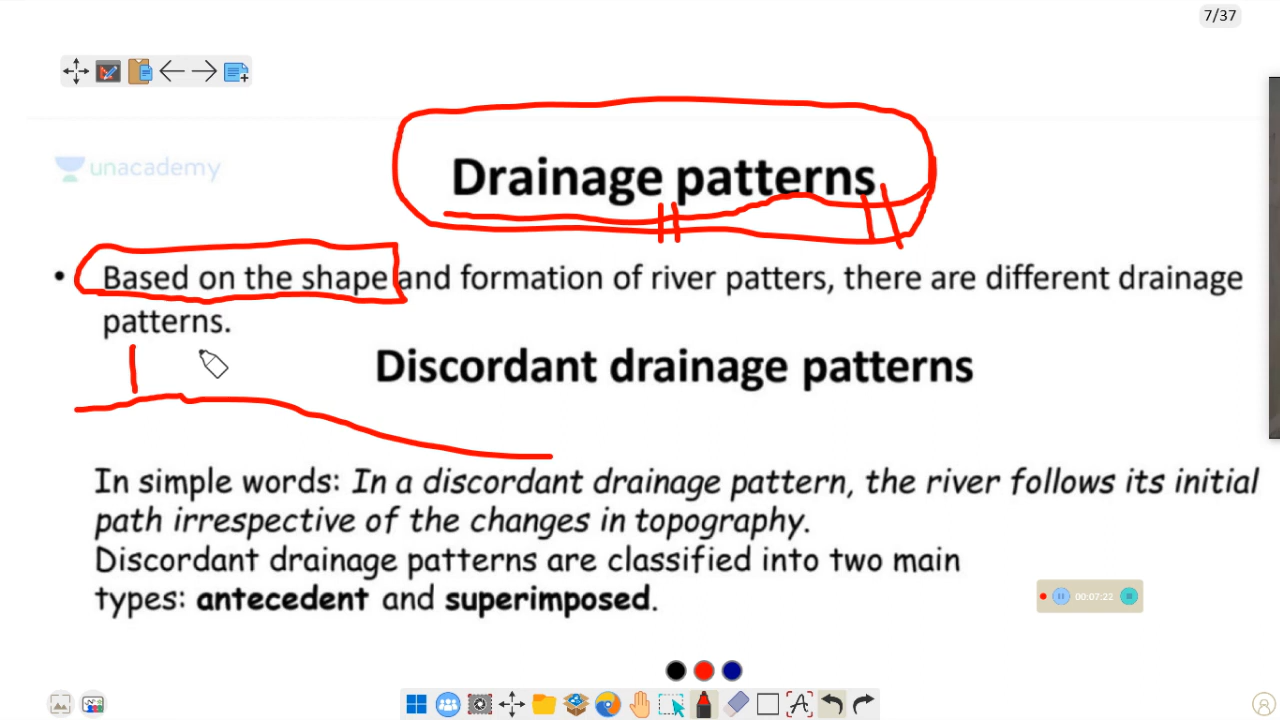 7/37
unacademy
Drainage patterns
• Based on the shape and formation of river patters, there are different drainage
patterns.
Discordant drainage patterns
In simple words: In a discordant drainage pattern, the river follows its initial
path irrespective of the changes in topography.
Discordant drainage patterns are classified into two main
types: antecedent and superimposed.
00:07:22